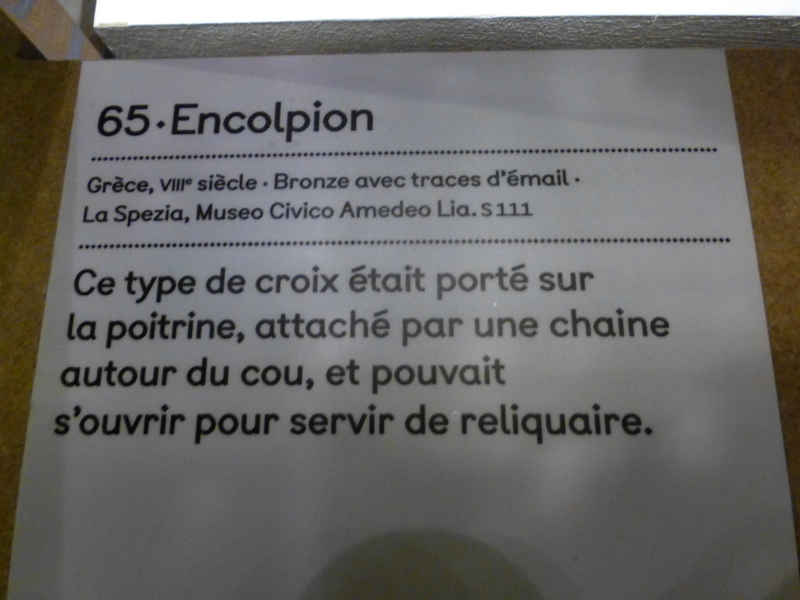 65·Encolpion
Grèce, VIIIe siècle · Bronze avec traces d'émail ·
La Spezia, Museo Civico Amedeo Lia. S 111
Ce type de croix était porté sur
la poitrine, attaché par une chaine
autour du cou, et pouvait
s'ouvrir pour servir de reliquaire.